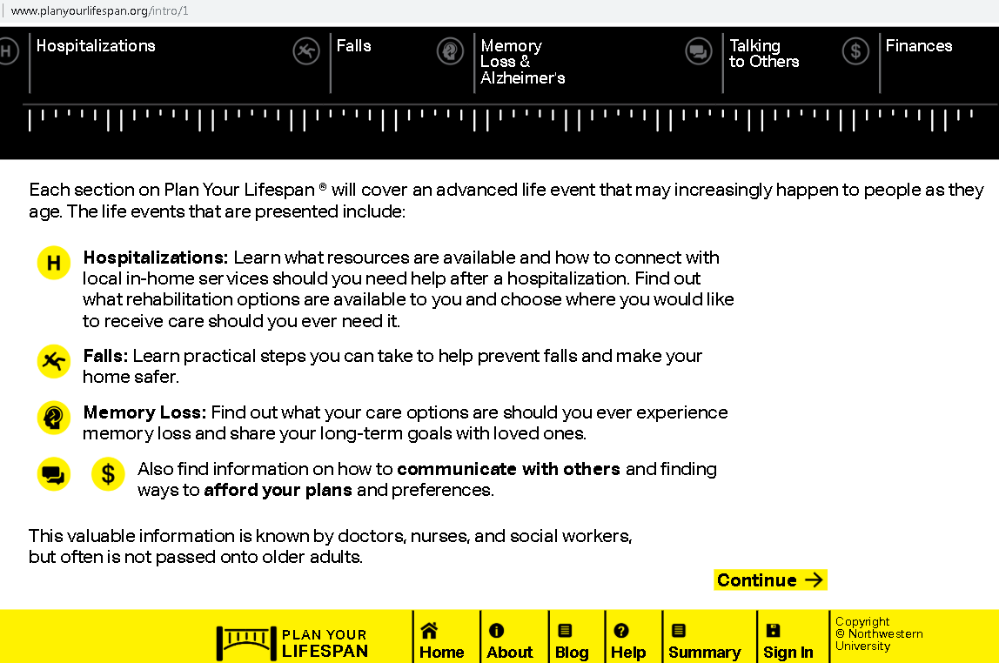 www.planyourlifespan.org/intro/1
H Hospitalizations
Falls
Memory
Loss &
Alzheimer's
Talking
to Others
$ Finances
Each section on Plan Your Lifespan ® will cover an advanced life event that may increasingly happen to people as they
age. The life events that are presented include:
H Hospitalizations: Learn what resources are available and how to connect with
local in-home services should you need help after a hospitalization. Find out
what rehabilitation options are available to you and choose where you would like
to receive care should you ever need it.
Falls: Learn practical steps you can take to help prevent falls and make your
home safer.
Memory Loss: Find out what your care options are should you ever experience
memory loss and share your long-term goals with loved ones.
$ Also find information on how to communicate with others and finding
ways to afford your plans and preferences.
This valuable information is known by doctors, nurses, and social workers,
but often is not passed onto older adults.
Continue →
PLAN YOUR
LIFESPAN
Home
About
Blog
Help
Summary
Sign In
Copyright
© Northwestern
University